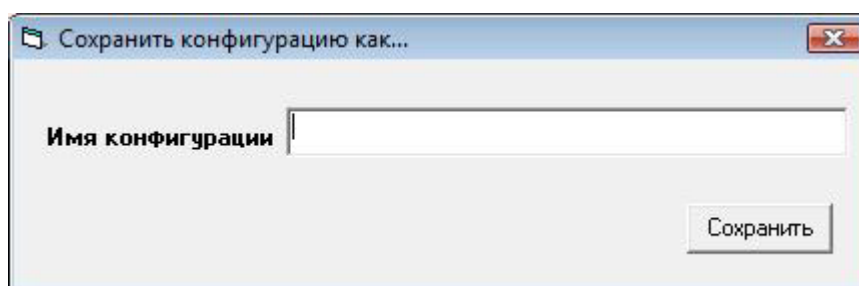 Сохранить конфигурацию как...
Имя конфигурации
Сохранить